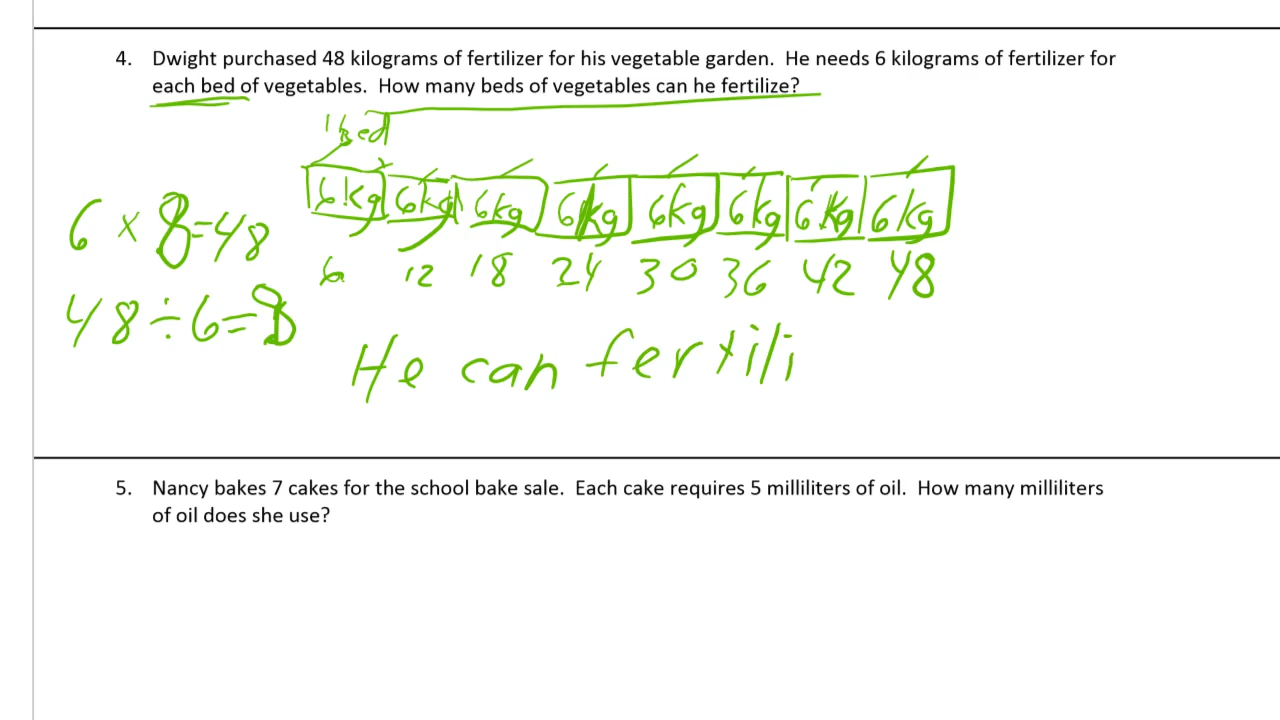 4. Dwight purchased 48 kilograms of fertilizer for his vegetable garden. He needs 6 kilograms of fertilizer for
each bed of vegetables. How many beds of vegetables can he fertilize?
1 Bed
6kg 6kg 6kg 6kg 6kg 6kg 6kg 6kg
6 x 8=48
6 12 18 24 30 36 42 48
48÷6=8
He can fertili
5. Nancy bakes 7 cakes for the school bake sale. Each cake requires 5 milliliters of oil. How many milliliters
of oil does she use?